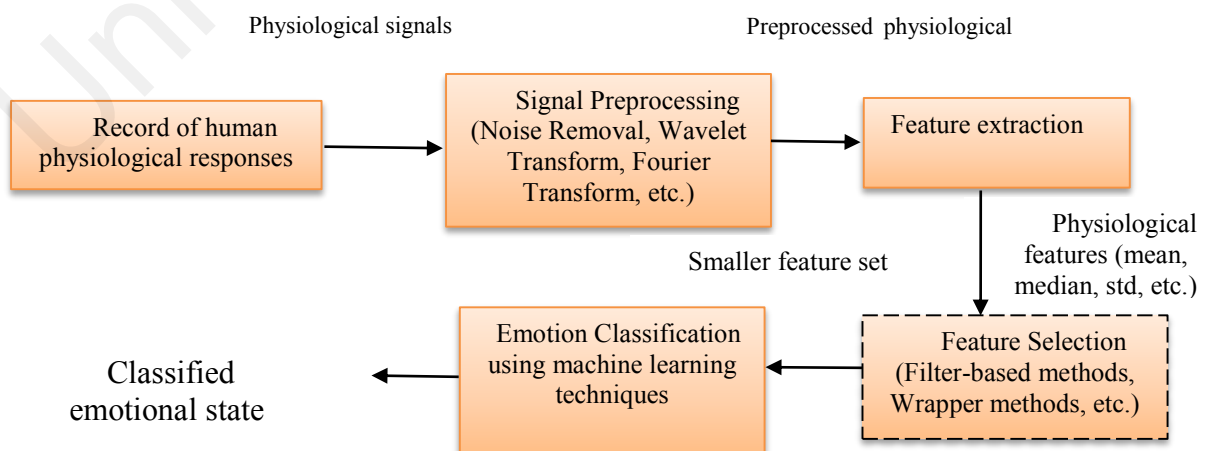 Physiological signals
Preprocessed physiological
Record of human
physiological responses
Signal Preprocessing
(Noise Removal, Wavelet
Transform, Fourier
Transform, etc.)
Feature extraction
Physiological
features (mean,
median, std, etc.)
Smaller feature set
Feature Selection
(Filter-based methods,
Wrapper methods, etc.)
Emotion Classification
using machine learning
techniques
Classified
emotional state
Uni